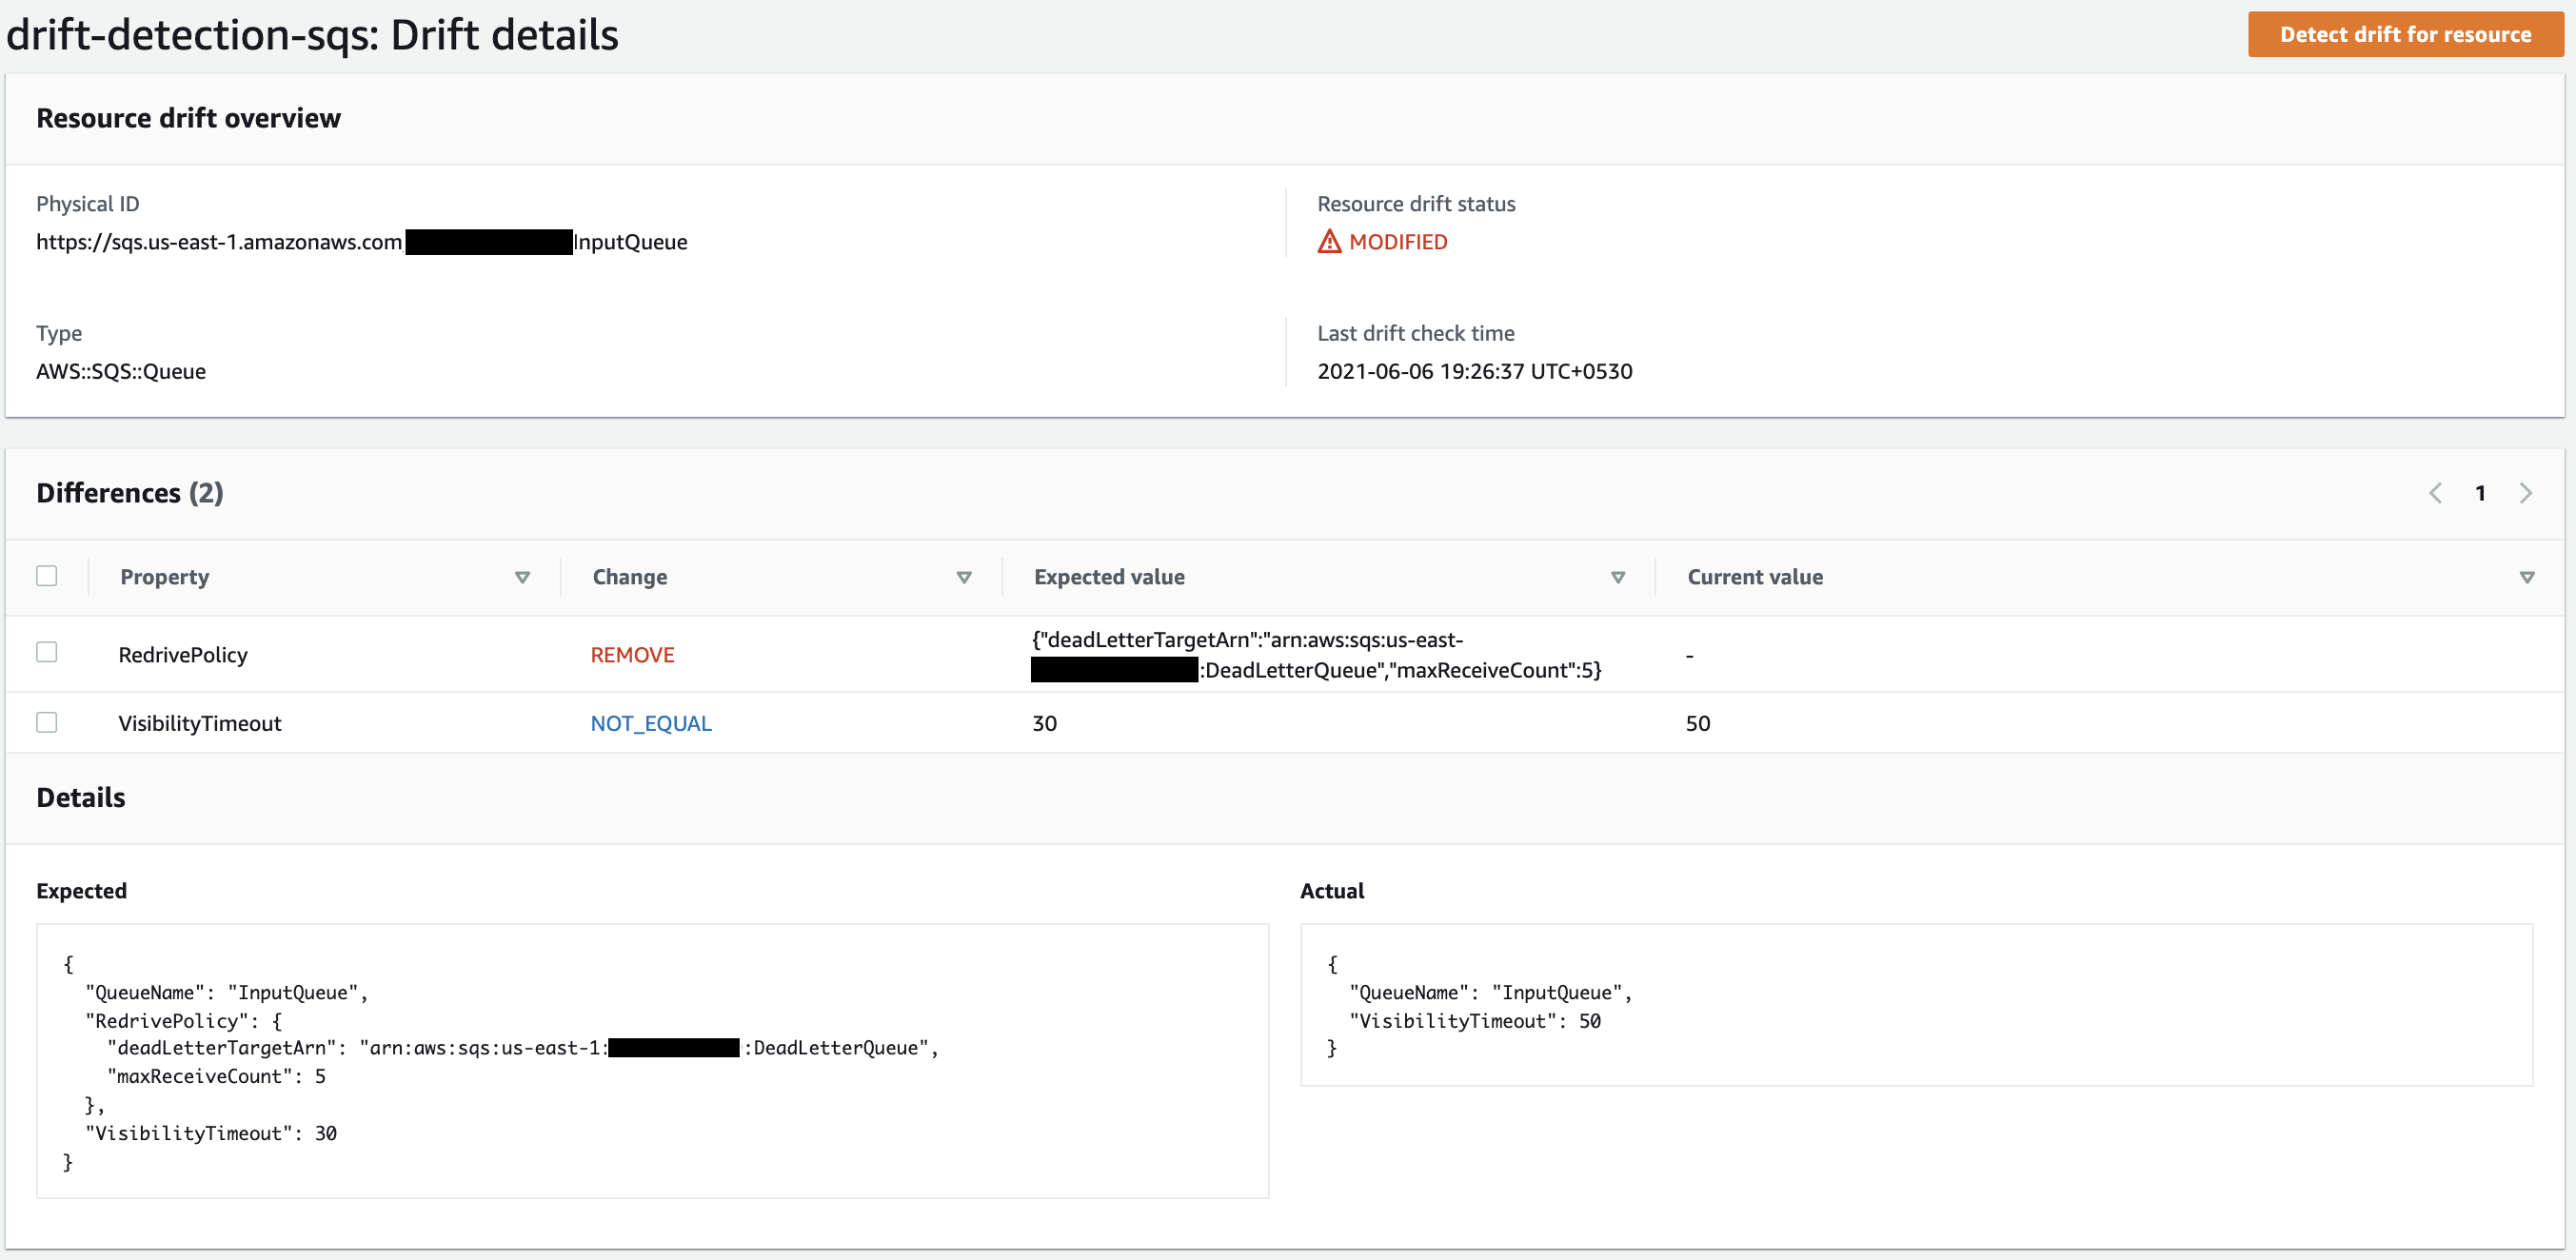 drift-detection-sqs: Drift details
Detect drift for resource
Resource drift overview
Physical ID
https://sqs.us-east-1.amazonaws.com InputQueue
Resource drift status
MODIFIED
Type
AWS::SQS::Queue
Last drift check time
2021-06-06 19:26:37 UTC+0530
Differences (2)
1
Property Change Expected value Current value
RedrivePolicy REMOVE {"deadLetterTargetArn":"arn:aws:sqs:us-east-
:DeadLetterQueue","maxReceiveCount":5} -
VisibilityTimeout NOT_EQUAL 30 50
Details
Expected
{
"QueueName": "InputQueue",
"RedrivePolicy": {
"deadLetterTargetArn": "arn:aws:sqs:us-east-1: :DeadLetterQueue",
"maxReceiveCount": 5
},
"VisibilityTimeout": 30
}
Actual
{
"QueueName": "InputQueue",
"VisibilityTimeout": 50
}